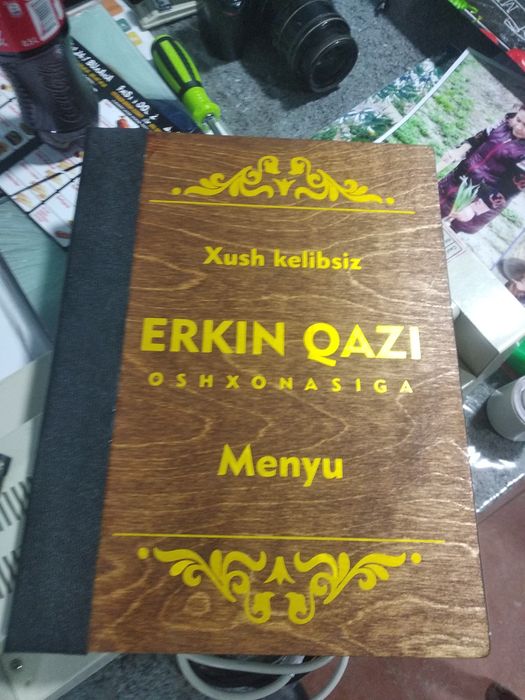 Xush kelibsiz
ERKIN QAZI
OSHXONASIGA
Menyu